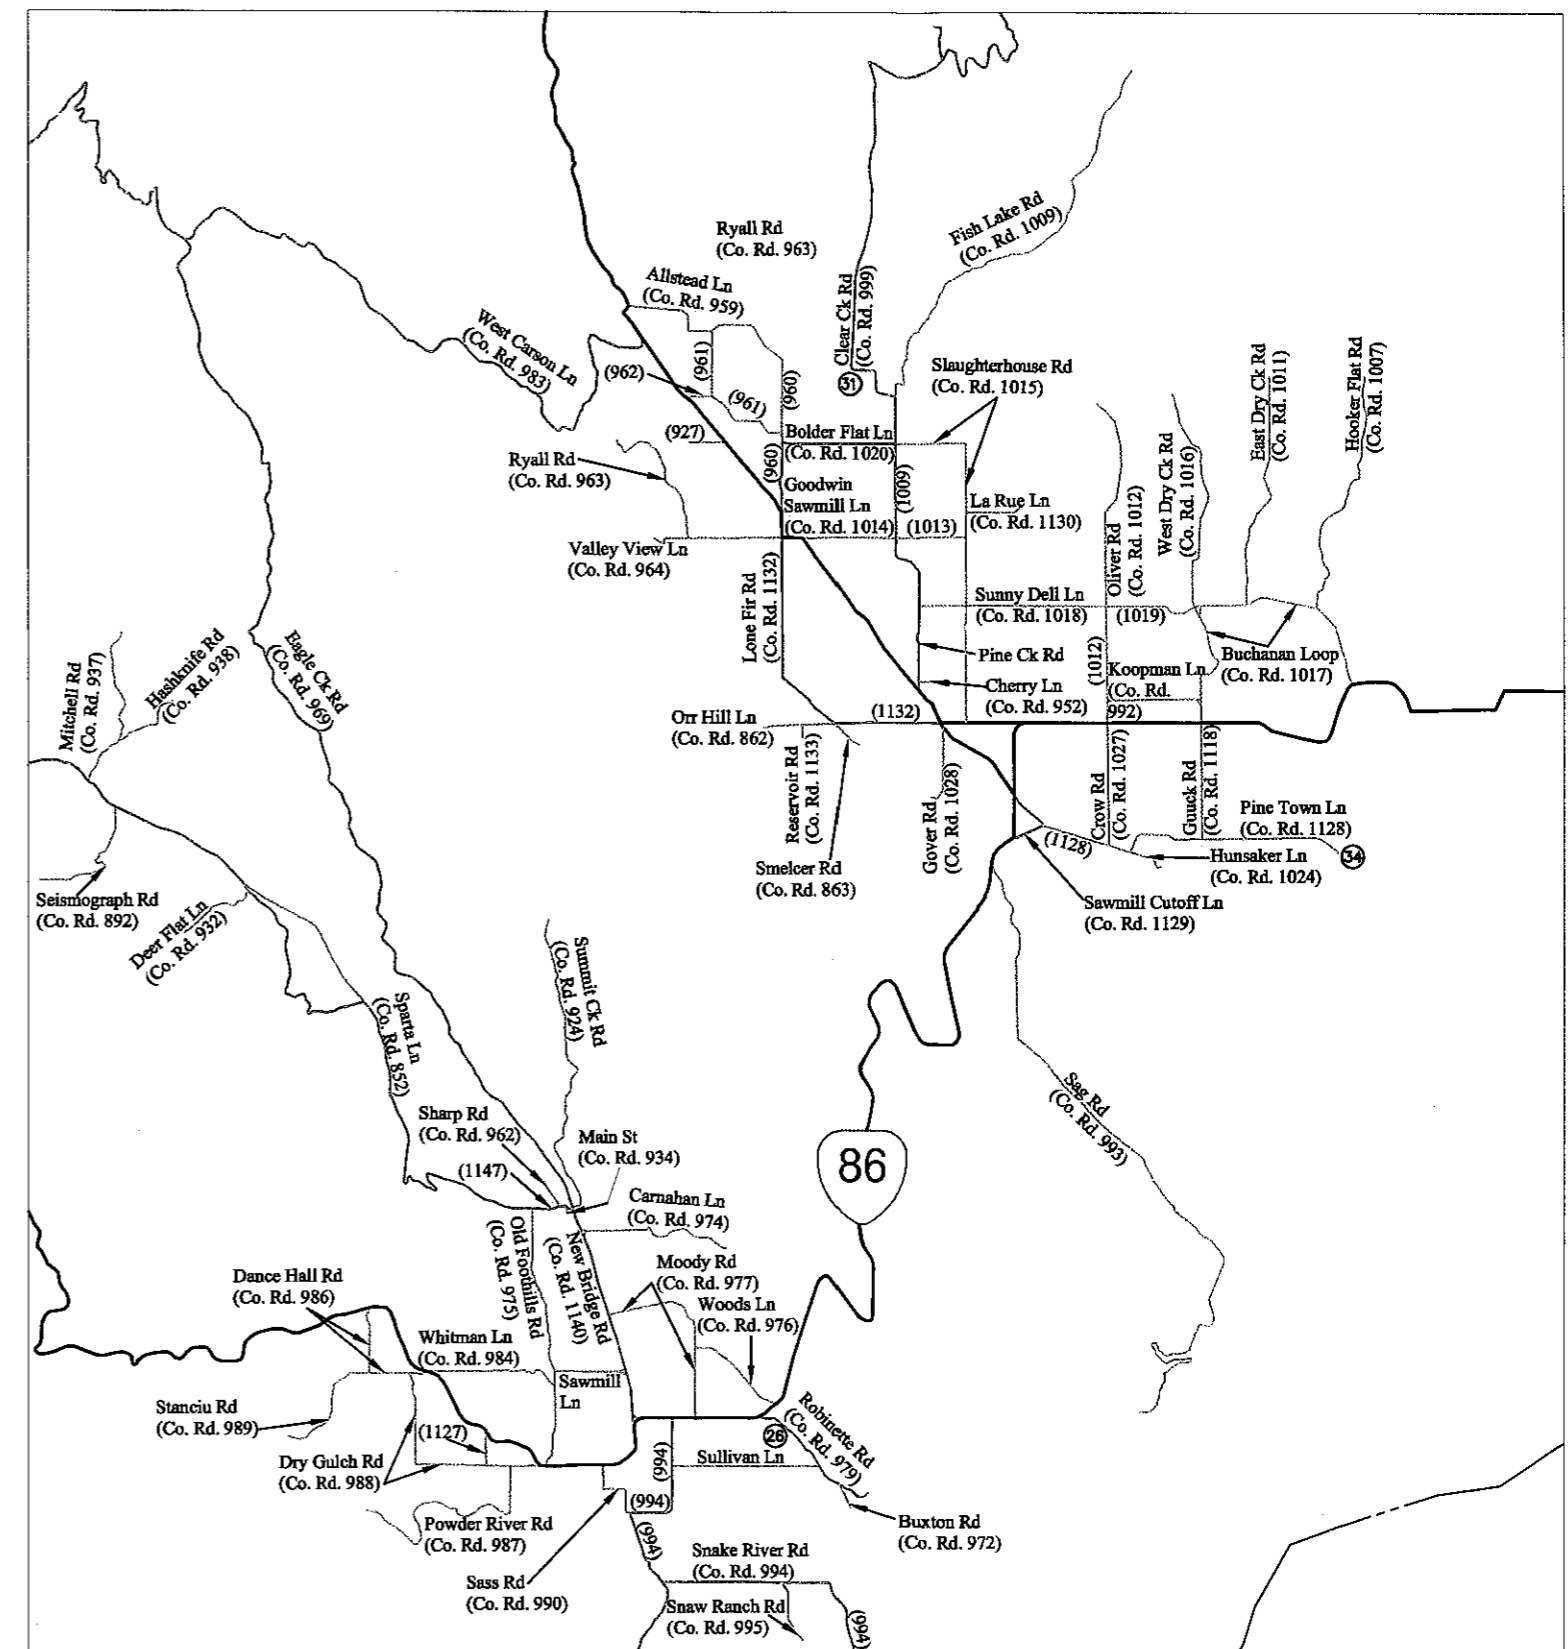 Ryall Rd
(Co. Rd. 963)
Fish Lake Rd
(Co. Rd. 1009)
Allstead Ln
(Co. Rd. 959)
Clear Ck Rd
(Co. Rd. 999)
31
West Carson Ln
(Co. Rd. 983)
(962)
(961)
(961)
(960)
Slaughterhouse Rd
(Co. Rd. 1015)
East Dry Ck Rd
(Co. Rd. 1011)
Hooker Flat Rd
(Co. Rd. 1007)
(927)
Bolder Flat Ln
(Co. Rd. 1020)
Ryall Rd
(Co. Rd. 963)
(960)
Goodwin
Sawmill Ln
(Co. Rd. 1014)
(1009)
(1013)
La Rue Ln
(Co. Rd. 1130)
Oliver Rd
(Co. Rd. 1012)
West Dry Ck Rd
(Co. Rd. 1016)
Valley View Ln
(Co. Rd. 964)
Lone Fir Rd
(Co. Rd. 1132)
Sunny Dell Ln
(Co. Rd. 1018)
(1019)
Pine Ck Rd
(1012)
Koopman Ln
(Co. Rd.
992)
Buchanan Loop
(Co. Rd. 1017)
Cherry Ln
(Co. Rd. 952)
Mitchell Rd
(Co. Rd. 937)
Hashknife Rd
(Co. Rd. 938)
Eagle Ck Rd
(Co. Rd. 969)
Orr Hill Ln
(Co. Rd. 862)
(1132)
Reservoir Rd
(Co. Rd. 1133)
Gover Rd
(Co. Rd. 1028)
Crow Rd
(Co. Rd. 1027)
Guuck Rd
(Co. Rd. 1118)
Pine Town Ln
(Co. Rd. 1128)
34
(1128)
Hunsaker Ln
(Co. Rd. 1024)
Smelcer Rd
(Co. Rd. 863)
Sawmill Cutoff Ln
(Co. Rd. 1129)
Seismograph Rd
(Co. Rd. 892)
Deer Flat Ln
(Co. Rd. 932)
Summit Ck Rd
(Co. Rd. 924)
Sparta Ln
(Co. Rd. 852)
Sag Rd
(Co. Rd. 993)
Sharp Rd
(Co. Rd. 962)
Main St
(Co. Rd. 934)
(1147)
86
Carnahan Ln
(Co. Rd. 974)
Old Foothills Rd
(Co. Rd. 975)
New Bridge Rd
(Co. Rd. 1140)
Moody Rd
(Co. Rd. 977)
Dance Hall Rd
(Co. Rd. 986)
Woods Ln
(Co. Rd. 976)
Whitman Ln
(Co. Rd. 984)
Sawmill
Ln
Stanciu Rd
(Co. Rd. 989)
(1127)
Robinette Rd
(Co. Rd. 979)
26
Dry Gulch Rd
(Co. Rd. 988)
(994)
Sullivan Ln
(994)
Powder River Rd
(Co. Rd. 987)
Buxton Rd
(Co. Rd. 972)
(994)
Snake River Rd
(Co. Rd. 994)
Sass Rd
(Co. Rd. 990)
Snaw Ranch Rd
(Co. Rd. 995)
(994)